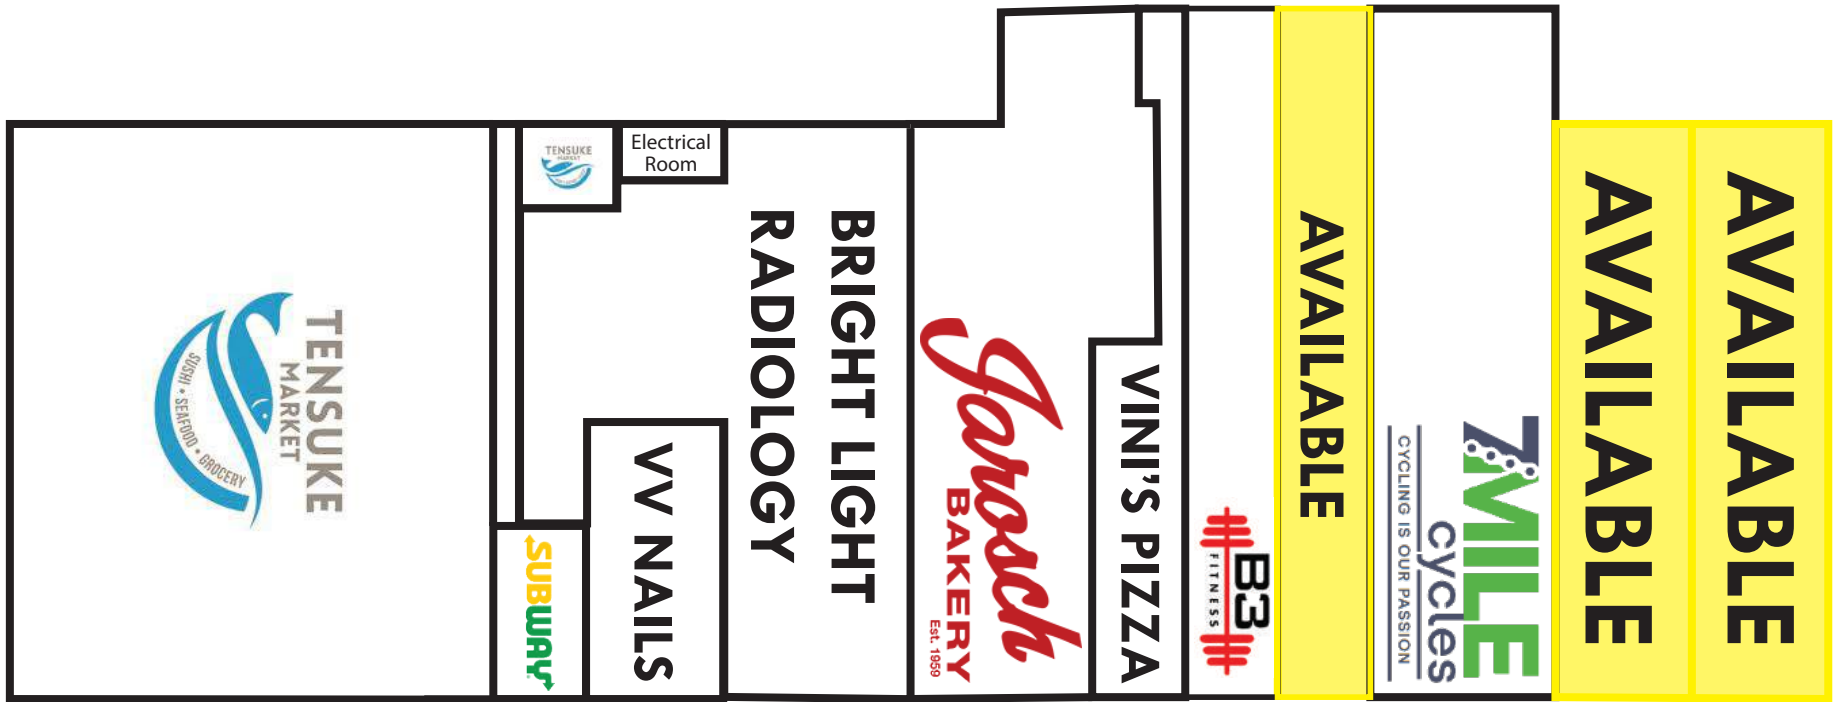 TENSUKE
MARKET
SUSHI • SEAFOOD • GROCERY
TENSUKE
MARKET
Electrical
Room
SUBWAY
VV NAILS
BRIGHT LIGHT
RADIOLOGY
Jarosch
BAKERY
Est. 1959
VINI'S PIZZA
B3
FITNESS
AVAILABLE
7MILE
cycles
CYCLING IS OUR PASSION
AVAILABLE
AVAILABLE